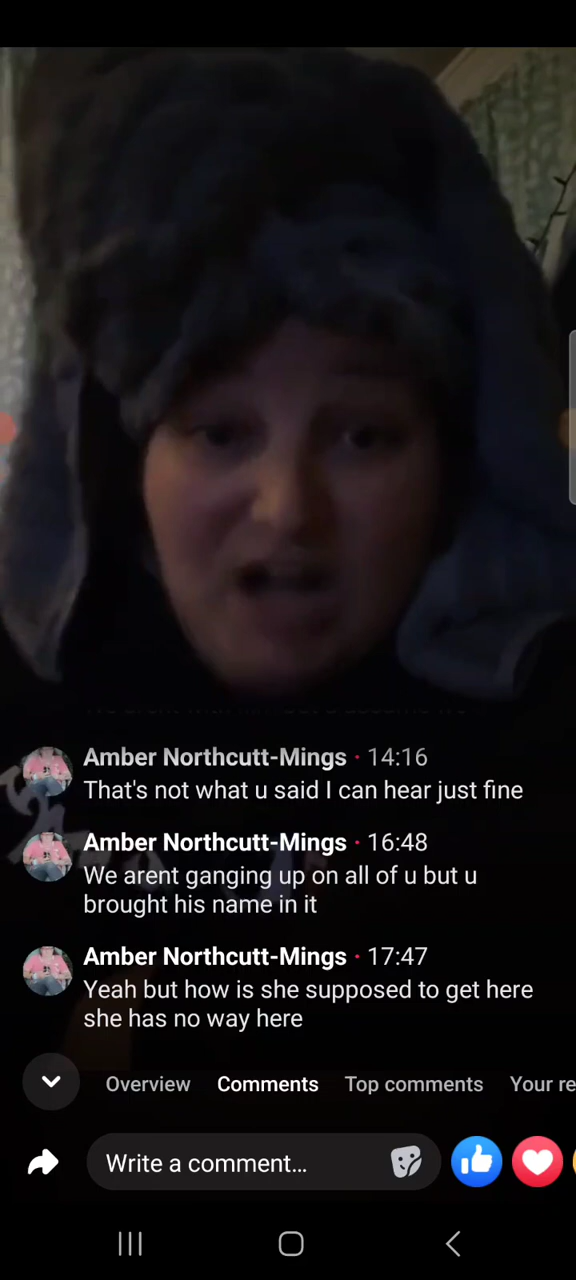 Amber Northcutt-Mings · 14:16
That's not what u said I can hear just fine
Amber Northcutt-Mings · 16:48
We arent ganging up on all of u but u
brought his name in it
Amber Northcutt-Mings · 17:47
Yeah but how is she supposed to get here
she has no way here
Overview Comments Top comments Your re
Write a comment...